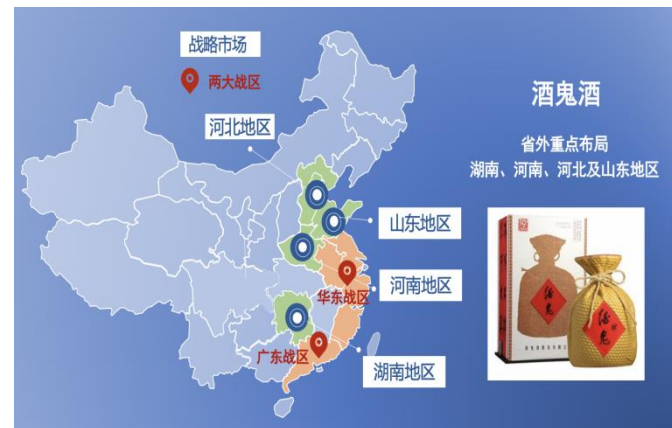 战略市场
两大战区
河北地区
山东地区
河南地区
华东战区
广东战区
湖南地区
酒鬼酒
省外重点布局
湖南、河南、河北及山东地区
酒鬼
酒鬼